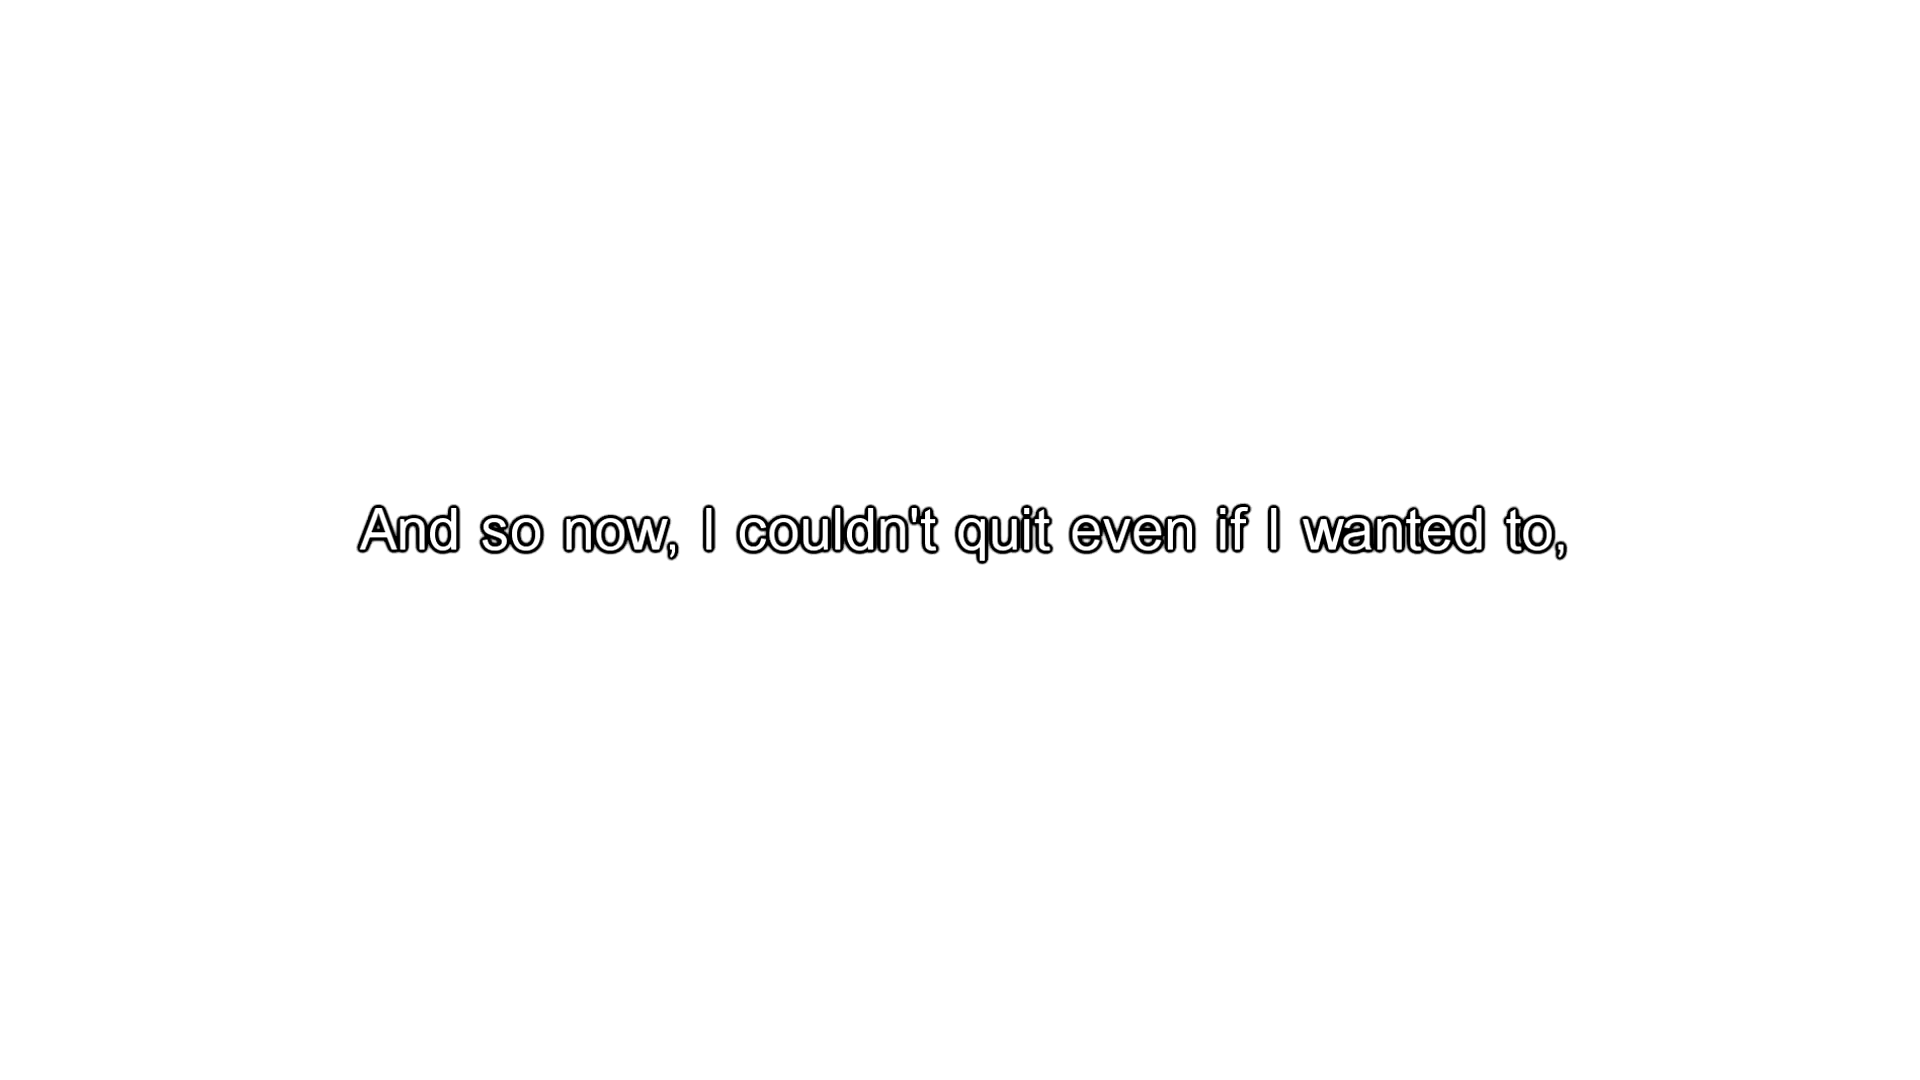 And so now, I couldn't quit even if I wanted to,